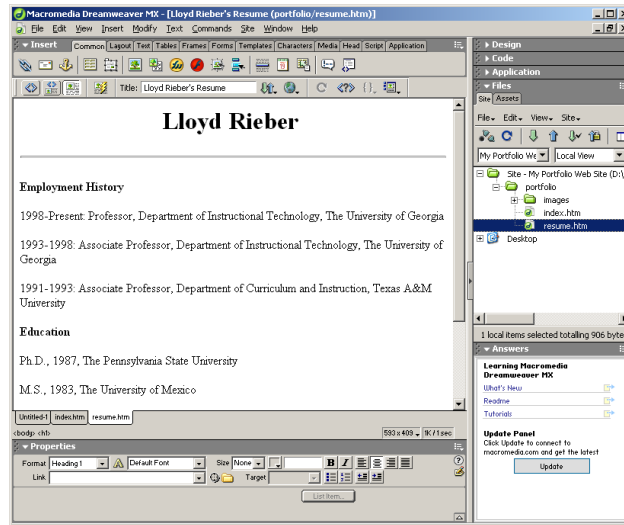 Macromedia Dreamweaver MX - [Lloyd Rieber's Resume (portfolio/resume.htm)]
File Edit View Insert Modify Text Commands Site Window Help
Insert Common Layout Text Tables Frames Forms Templates Characters Media Head Script Application
Title: Lloyd Rieber's Resume
Lloyd Rieber
Employment History
1998-Present: Professor, Department of Instructional Technology, The University of Georgia
1993-1998: Associate Professor, Department of Instructional Technology, The University of
Georgia
1991-1993: Associate Professor, Department of Curriculum and Instruction, Texas A&M
University
Education
Ph.D., 1987, The Pennsylvania State University
M.S., 1983, The University of Mexico
Untitled-1 index.htm resume.htm
<body> <h1>
593 x 409 1K / 1 sec
Properties
Format Heading 1 Default Font Size None B I
Link Target
List Item...
Design
Code
Application
Files
Site Assets
File Edit View Site
My Portfolio We Local View
Site - My Portfolio Web Site (D:\
portfolio
images
index.htm
resume.htm
Desktop
1 local items selected totalling 906 byte
Answers
Learning Macromedia
Dreamweaver MX
What's New
Readme
Tutorials
Update Panel
Click Update to connect to
macromedia.com and get the latest
Update